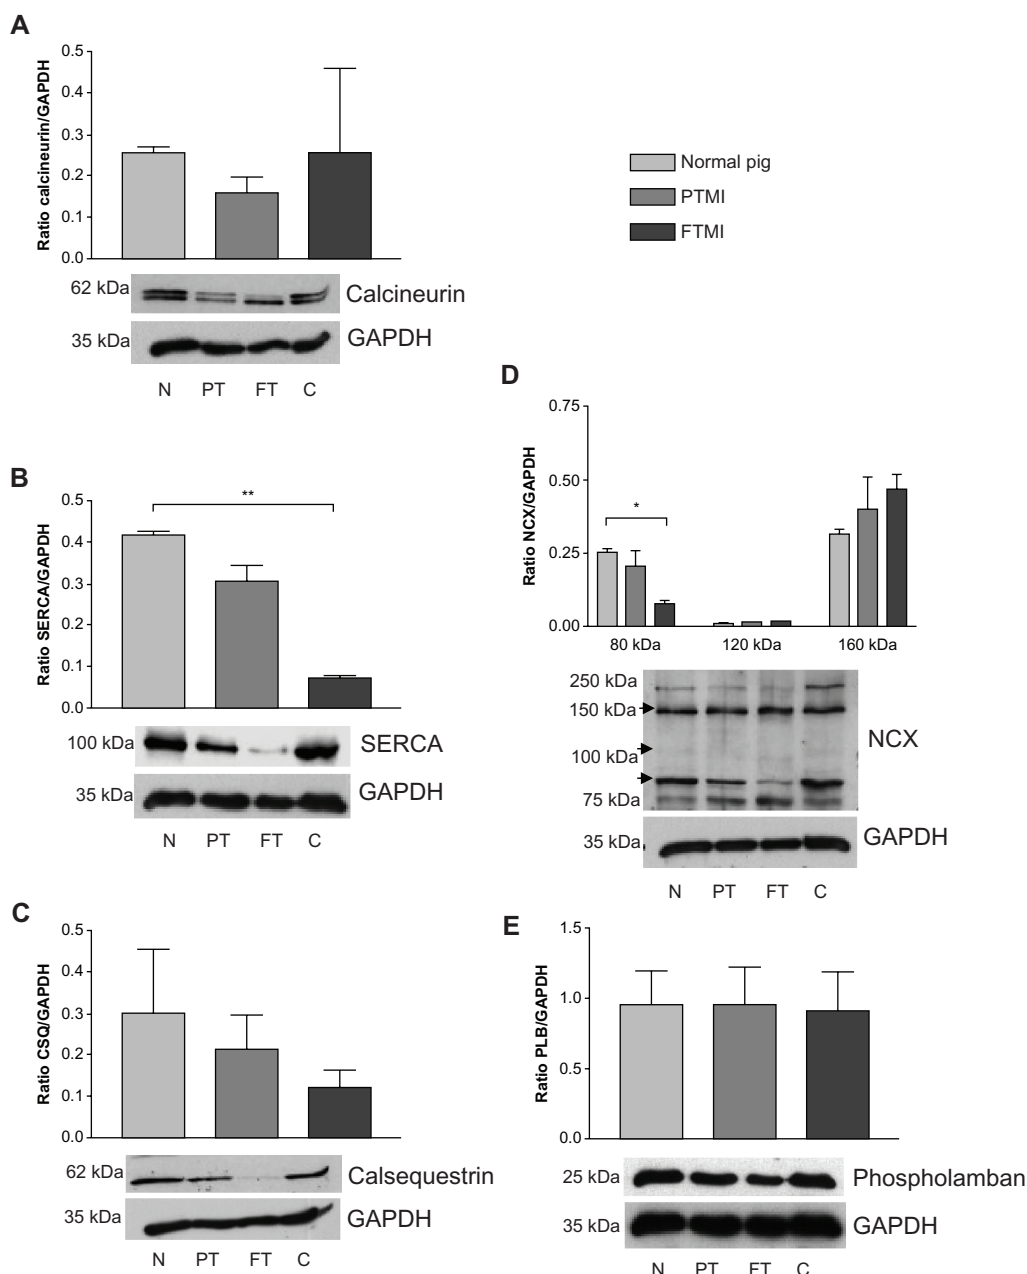 A
Ratio calcineurin/GAPDH
0.5
0.4
0.3
0.2
0.1
0.0
62 kDa
Calcineurin
35 kDa
GAPDH
N PT FT C
Normal pig
PTMI
FTMI
B
Ratio SERCA/GAPDH
0.5
0.4
0.3
0.2
0.1
0.0
**
100 kDa
SERCA
35 kDa
GAPDH
N PT FT C
C
Ratio CSQ/GAPDH
0.5
0.4
0.3
0.2
0.1
0.0
62 kDa
Calsequestrin
35 kDa
GAPDH
N PT FT C
D
Ratio NCX/GAPDH
0.75
0.50
0.25
0.00
*
80 kDa 120 kDa 160 kDa
250 kDa
150 kDa
100 kDa
75 kDa
NCX
35 kDa
GAPDH
N PT FT C
E
Ratio PLB/GAPDH
1.5
1.0
0.5
0.0
25 kDa
Phospholamban
35 kDa
GAPDH
N PT FT C